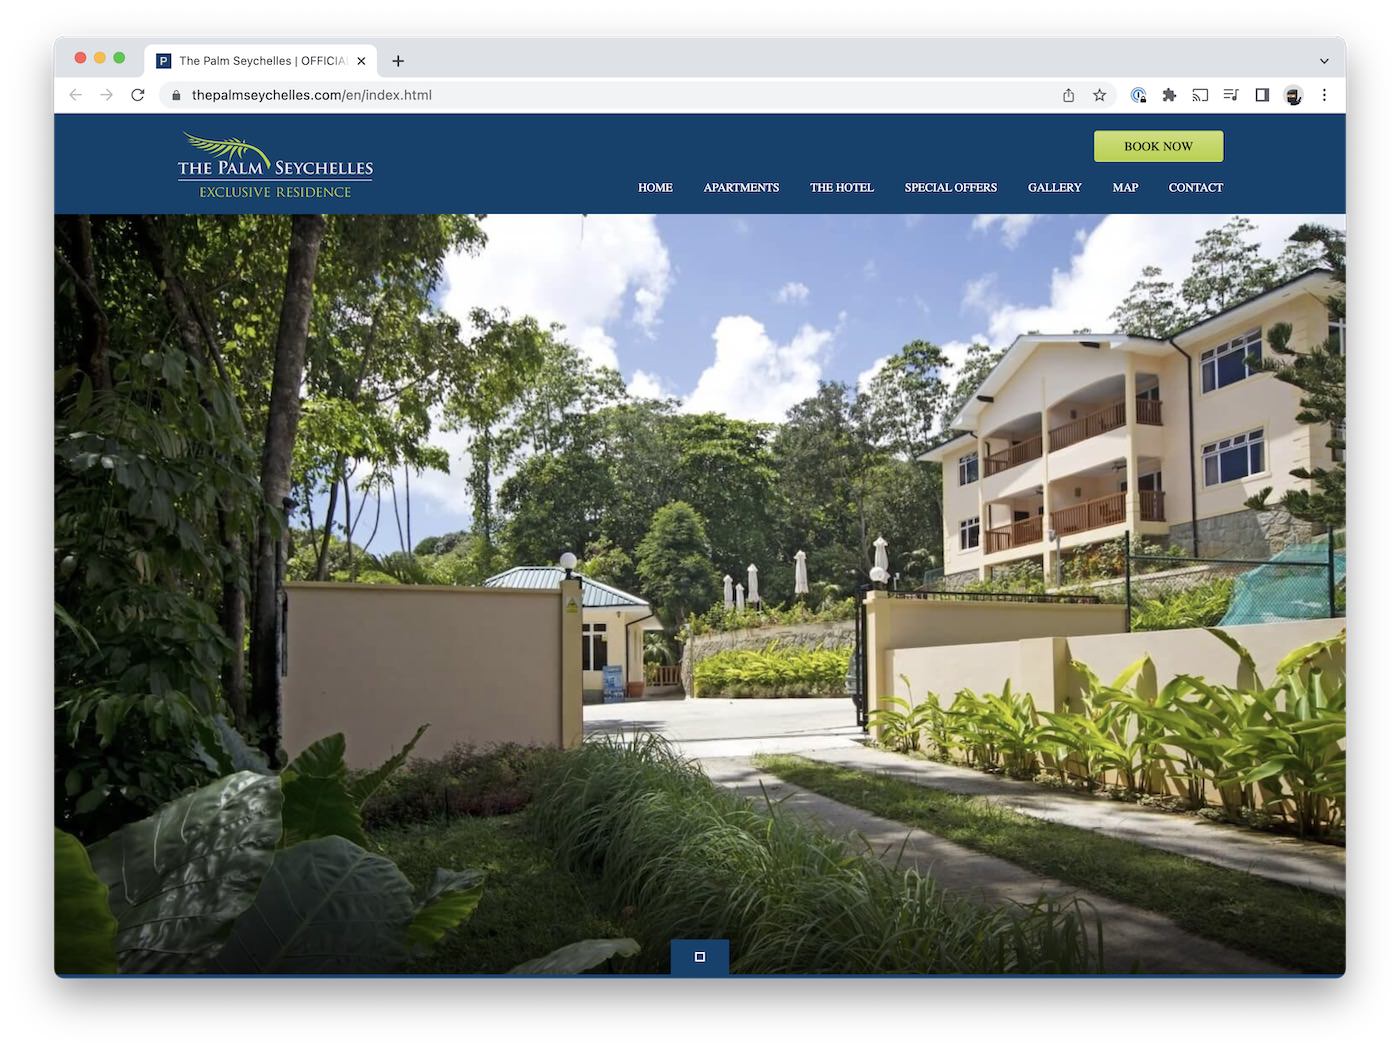 The Palm Seychelles | OFFICIA
thepalmseychelles.com/en/index.html
THE PALM SEYCHELLES
EXCLUSIVE RESIDENCE
BOOK NOW
HOME APARTMENTS THE HOTEL SPECIAL OFFERS GALLERY MAP CONTACT